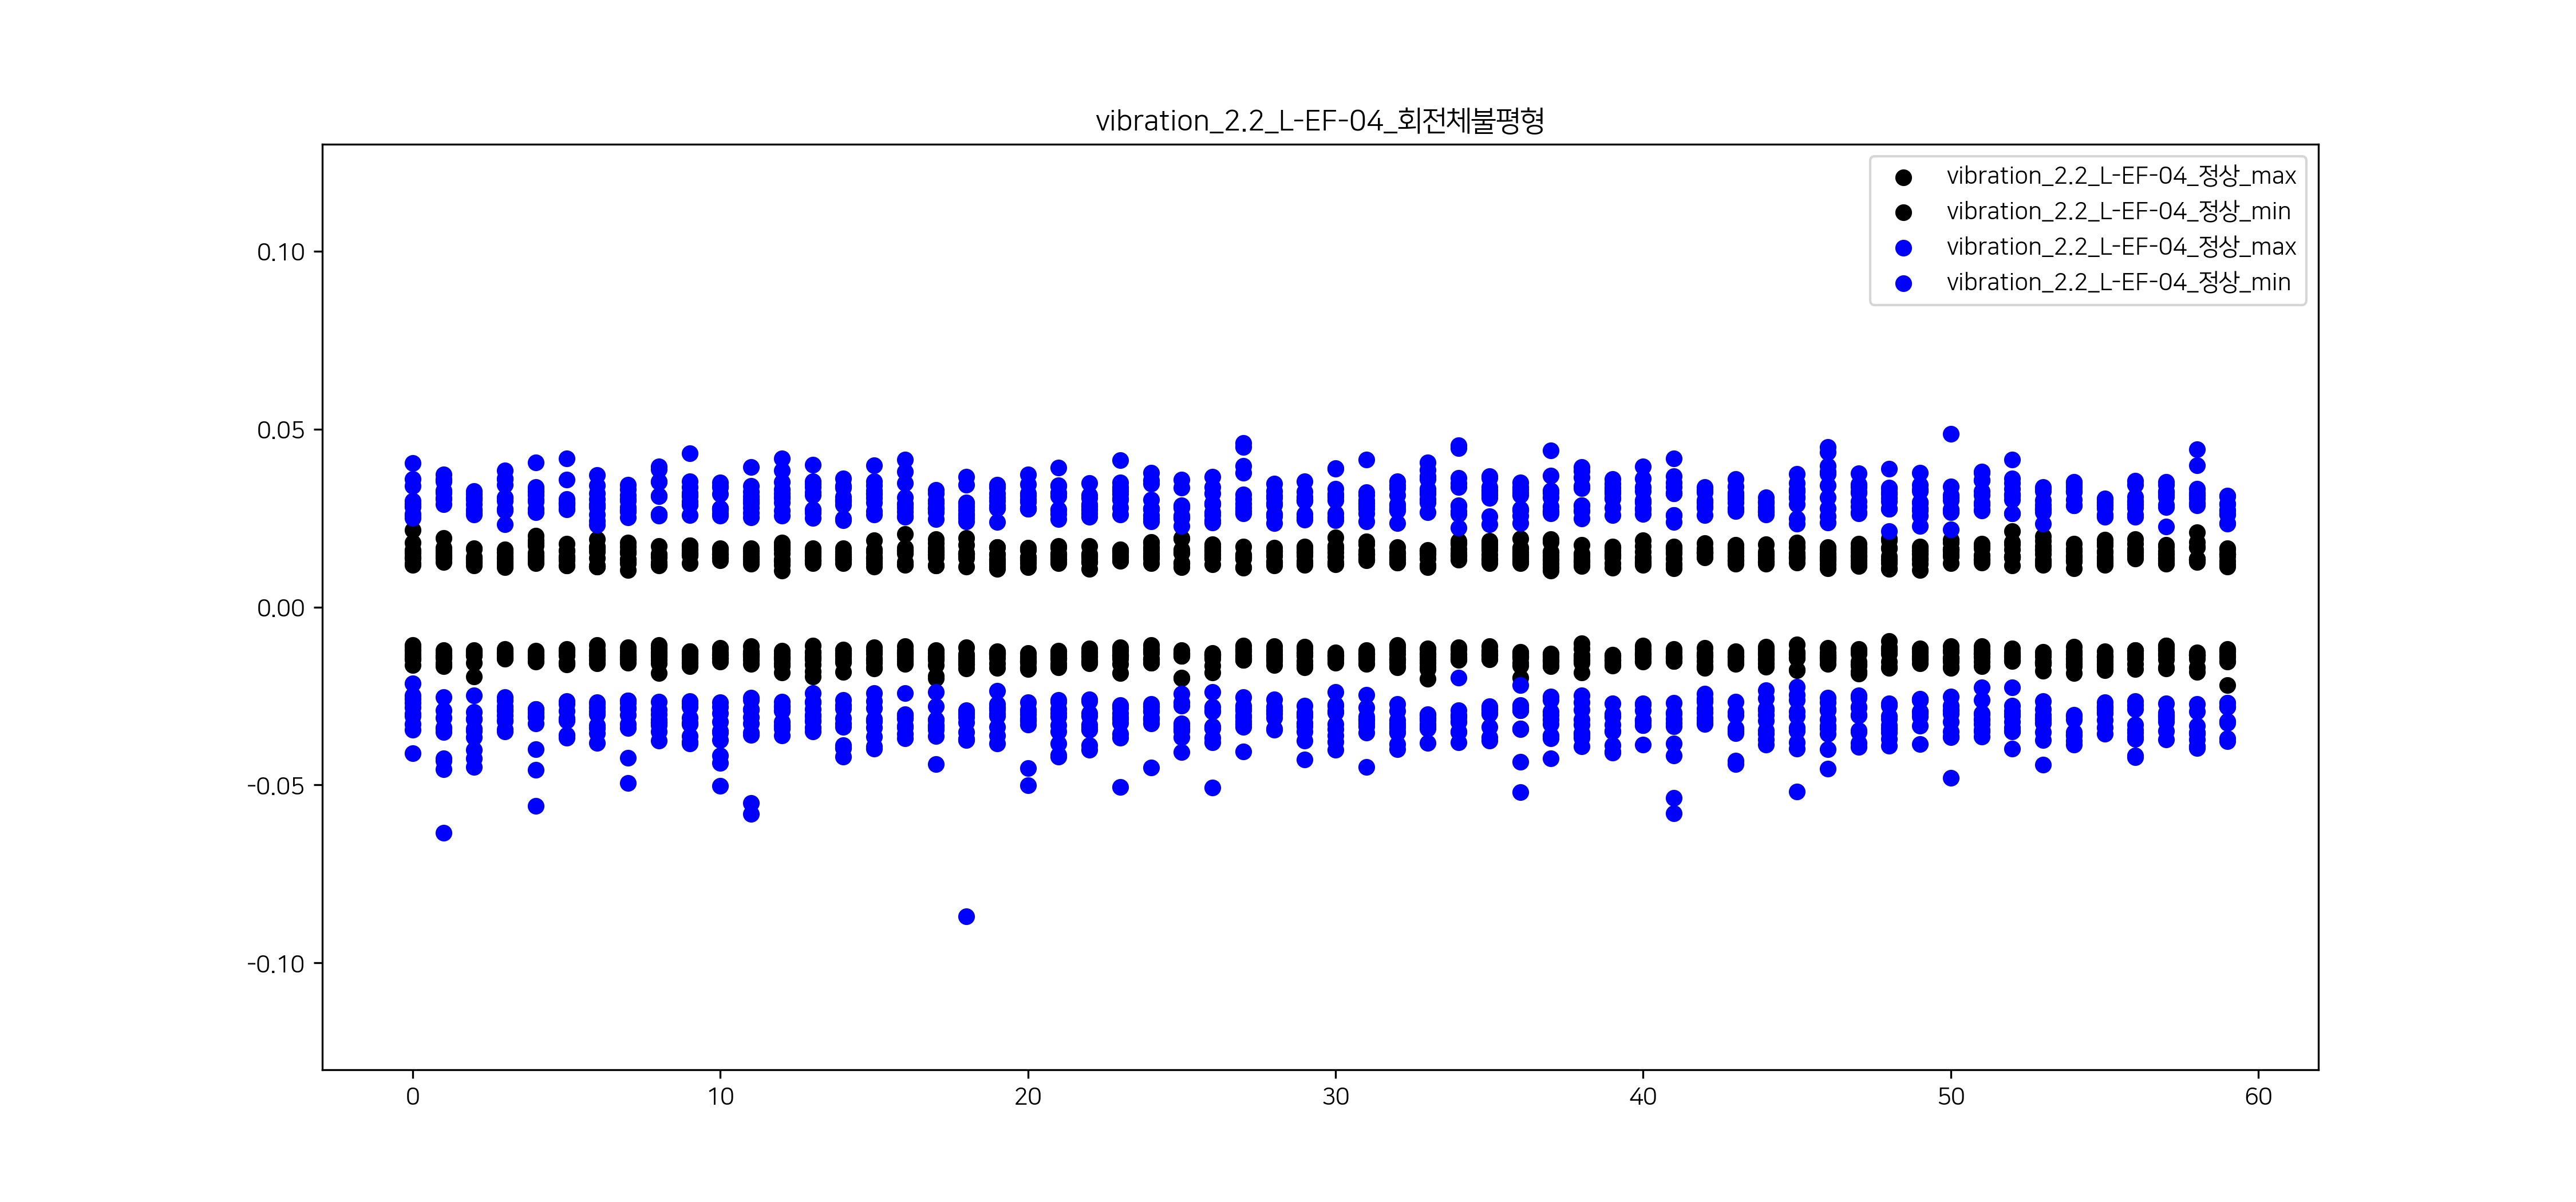 vibration_2.2_L-EF-04_회전체불평형
vibration_2.2_L-EF-04_정상_max
vibration_2.2_L-EF-04_정상_min
vibration_2.2_L-EF-04_정상_max
vibration_2.2_L-EF-04_정상_min
0.10
0.05
0.00
-0.05
-0.10
0 10 20 30 40 50 60